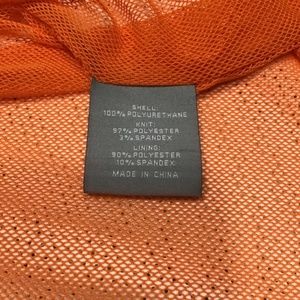 SHELL:
100% POLYURETHANE
KNIT:
97% POLYESTER
3% SPANDEX
LINING:
90% POLYESTER
10% SPANDEX
MADE IN CHINA